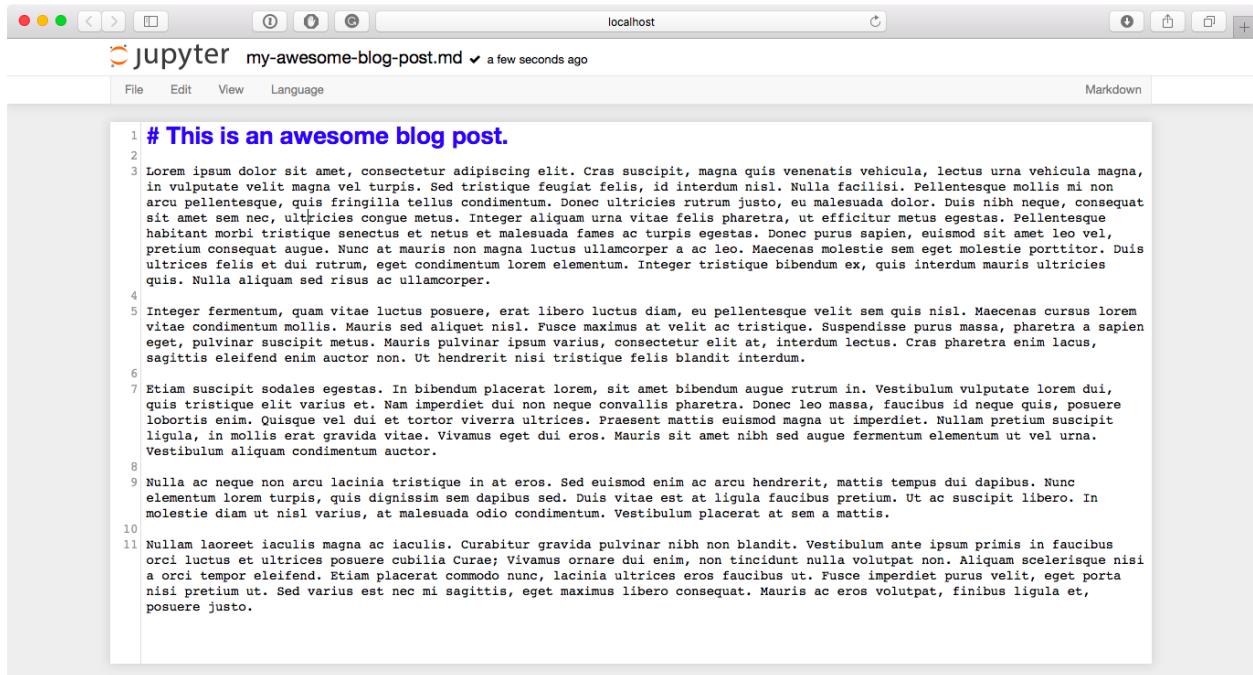 localhost
jupyter my-awesome-blog-post.md ✔ a few seconds ago
File Edit View Language Markdown
1 # This is an awesome blog post.
2
3 Lorem ipsum dolor sit amet, consectetur adipiscing elit. Cras suscipit, magna quis venenatis vehicula, lectus urna vehicula magna,
in vulputate velit magna vel turpis. Sed tristique feugiat felis, id interdum nisl. Nulla facilisi. Pellentesque mollis mi non
arcu pellentesque, quis fringilla tellus condimentum. Donec ultricies rutrum justo, eu malesuada dolor. Duis nibh neque, consequat
sit amet sem nec, ultricies congue metus. Integer aliquam urna vitae felis pharetra, ut efficitur metus egestas. Pellentesque
habitant morbi tristique senectus et netus et malesuada fames ac turpis egestas. Donec purus sapien, euismod sit amet leo vel,
pretium consequat augue. Nunc at mauris non magna luctus ullamcorper a ac leo. Maecenas molestie sem eget molestie porttitor. Duis
ultrices felis et dui rutrum, eget condimentum lorem elementum. Integer tristique bibendum ex, quis interdum mauris ultricies
quis. Nulla aliquam sed risus ac ullamcorper.
4
5 Integer fermentum, quam vitae luctus posuere, erat libero luctus diam, eu pellentesque velit sem quis nisl. Maecenas cursus lorem
vitae condimentum mollis. Mauris sed aliquet nisl. Fusce maximus at velit ac tristique. Suspendisse purus massa, pharetra a sapien
eget, pulvinar suscipit metus. Mauris pulvinar ipsum varius, consectetur elit at, interdum lectus. Cras pharetra enim lacus,
sagittis eleifend enim auctor non. Ut hendrerit nisi tristique felis blandit interdum.
6
7 Etiam suscipit sodales egestas. In bibendum placerat lorem, sit amet bibendum augue rutrum in. Vestibulum vulputate lorem dui,
quis tristique elit varius et. Nam imperdiet dui non neque convallis pharetra. Donec leo massa, faucibus id neque quis, posuere
lobortis enim. Quisque vel dui et tortor viverra ultrices. Praesent mattis euismod magna ut imperdiet. Nullam pretium suscipit
ligula, in mollis erat gravida vitae. Vivamus eget dui eros. Mauris sit amet nibh sed augue fermentum elementum ut vel urna.
Vestibulum aliquam condimentum auctor.
8
9 Nulla ac neque non arcu lacinia tristique in at eros. Sed euismod enim ac arcu hendrerit, mattis tempus dui dapibus. Nunc
elementum lorem turpis, quis dignissim sem dapibus sed. Duis vitae est at ligula faucibus pretium. Ut ac suscipit libero. In
molestie diam ut nisl varius, at malesuada odio condimentum. Vestibulum placerat at sem a mattis.
10
11 Nullam laoreet iaculis magna ac iaculis. Curabitur gravida pulvinar nibh non blandit. Vestibulum ante ipsum primis in faucibus
orci luctus et ultrices posuere cubilia Curae; Vivamus ornare dui enim, non tincidunt nulla volutpat non. Aliquam scelerisque nisi
a orci tempor eleifend. Etiam placerat commodo nunc, lacinia ultrices eros faucibus ut. Fusce imperdiet purus velit, eget porta
nisi pretium ut. Sed varius est nec mi sagittis, eget maximus libero consequat. Mauris ac eros volutpat, finibus ligula et,
posuere justo.